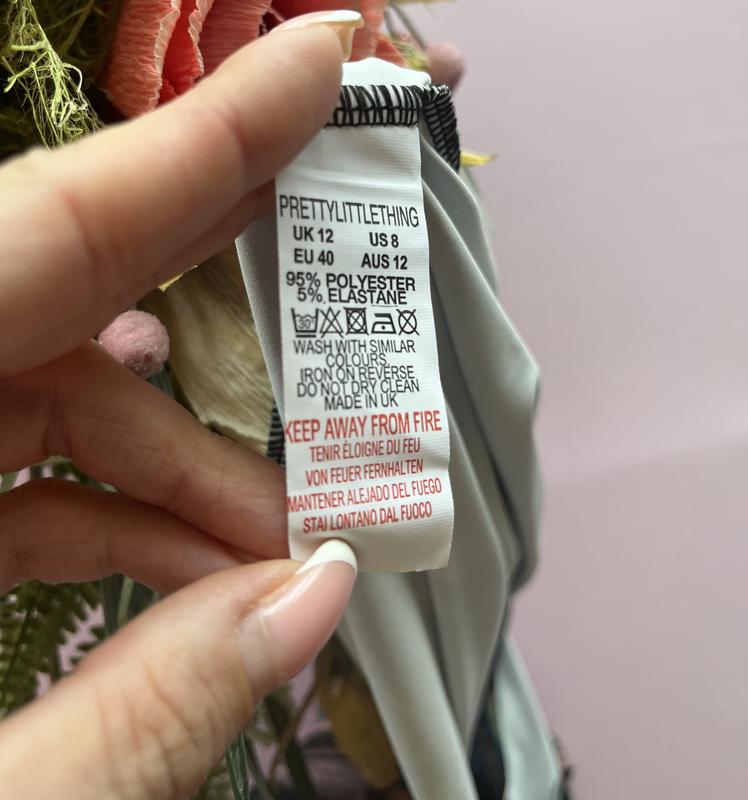 PRETTYLITTLETHING
UK 12 US 8
EU 40 AUS 12
95% POLYESTER
5% ELASTANE
30°
WASH WITH SIMILAR
COLOURS,
IRON ON REVERSE
DO NOT DRY CLEAN
MADE IN UK
KEEP AWAY FROM FIRE
TENIR ÉLOIGNE DU FEU
VON FEUER FERNHALTEN
MANTENER ALEJADO DEL FUEGO
STAI LONTANO DAL FUOCO